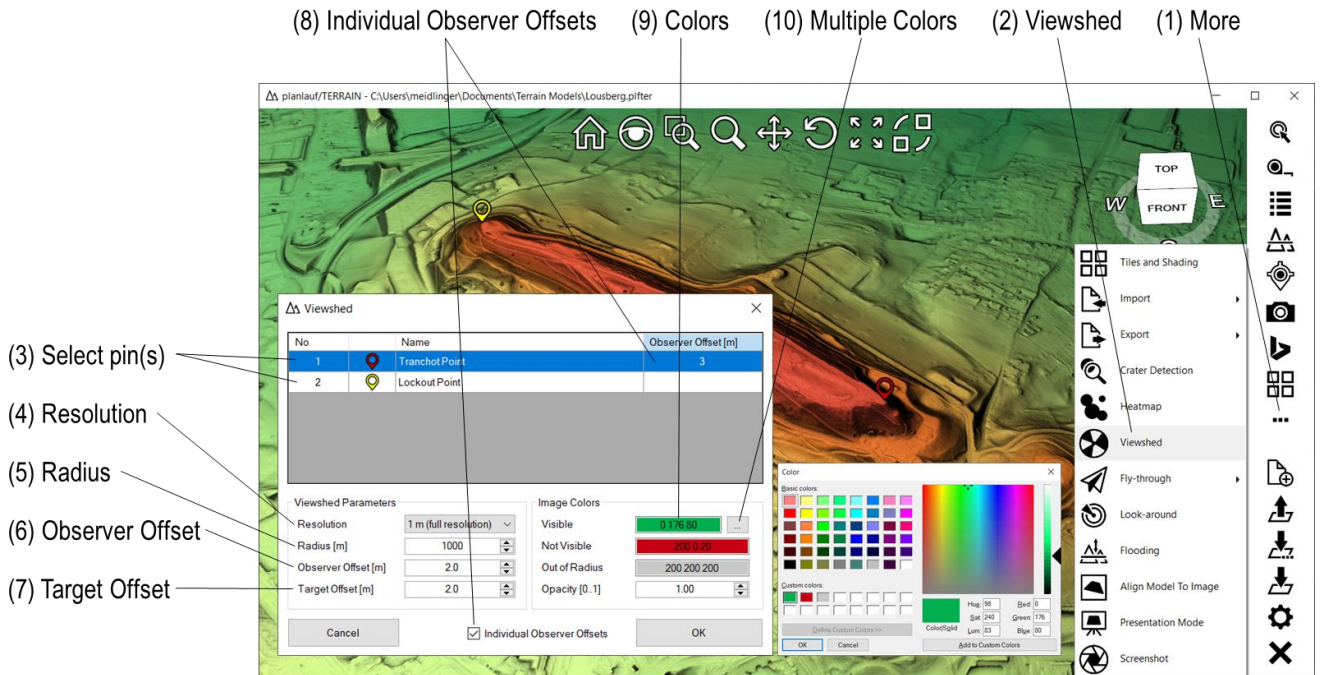 (8) Individual Observer Offsets
(9) Colors
(10) Multiple Colors
(2) Viewshed
(1) More
planlauf/TERRAIN - C:\Users\meidlinger\Documents\Terrain Models\Lousberg.plfter
TOP
W
FRONT
E
Tiles and Shading
Import
Export
Crater Detection
Heatmap
Viewshed
Fly-through
Look-around
Flooding
Align Model To Image
Presentation Mode
Screenshot
(3) Select pin(s)
(4) Resolution
(5) Radius
(6) Observer Offset
(7) Target Offset
Viewshed
No Name Observer Offset [m]
1 Tranchot Point 3
2 Lockout Point
Viewshed Parameters
Resolution 1 m (full resolution)
Radius [m] 1000
Observer Offset [m] 2.0
Target Offset [m] 2.0
Image Colors
Visible 0 176 80 ...
Not Visible 200 0 20
Out of Radius 200 200 200
Opacity [0..1] 1.00
Cancel
Individual Observer Offsets
OK
Color
Basic colors:
Custom colors:
Define Custom Colors >>
OK Cancel
Color|Solid
Hue: 98 Red: 0
Sat: 240 Green: 176
Lum: 83 Blue: 80
Add to Custom Colors